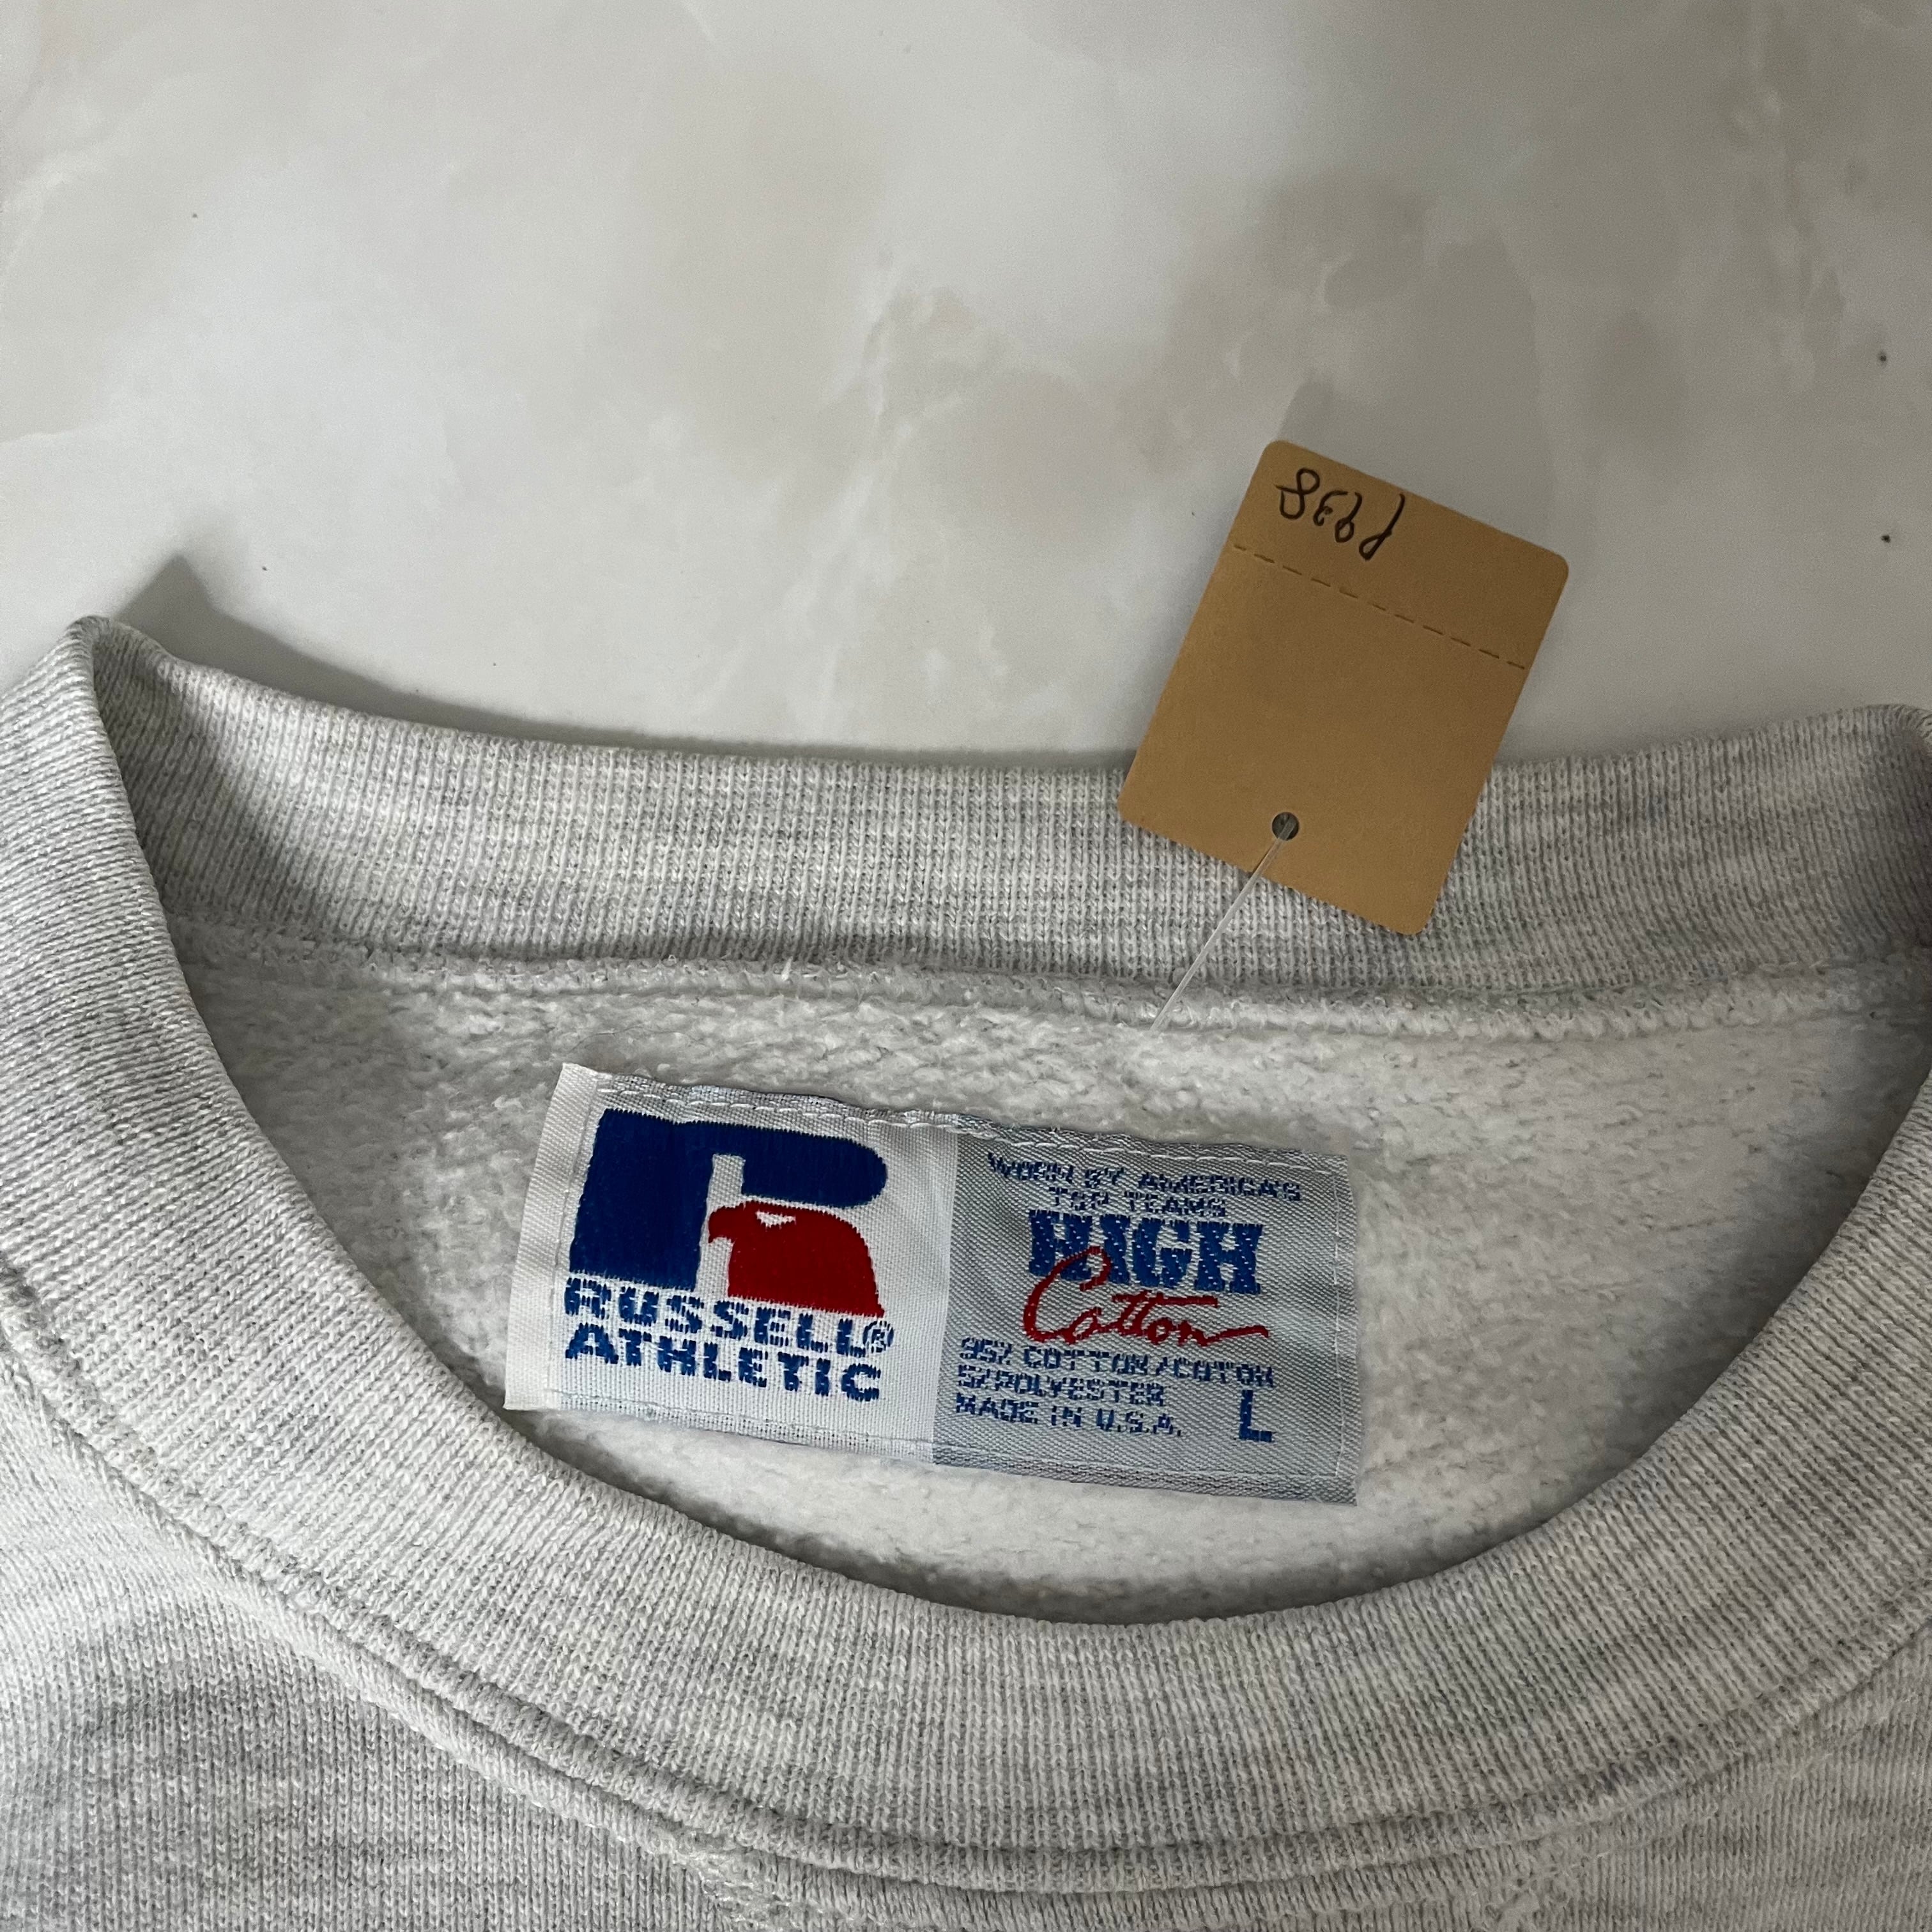 P938
RUSSELL®
ATHLETIC
WORN BY AMERICA'S
TOP TEAMS
HIGH
Cotton
95% COTTON/COTON
5% POLYESTER
MADE IN U.S.A. L